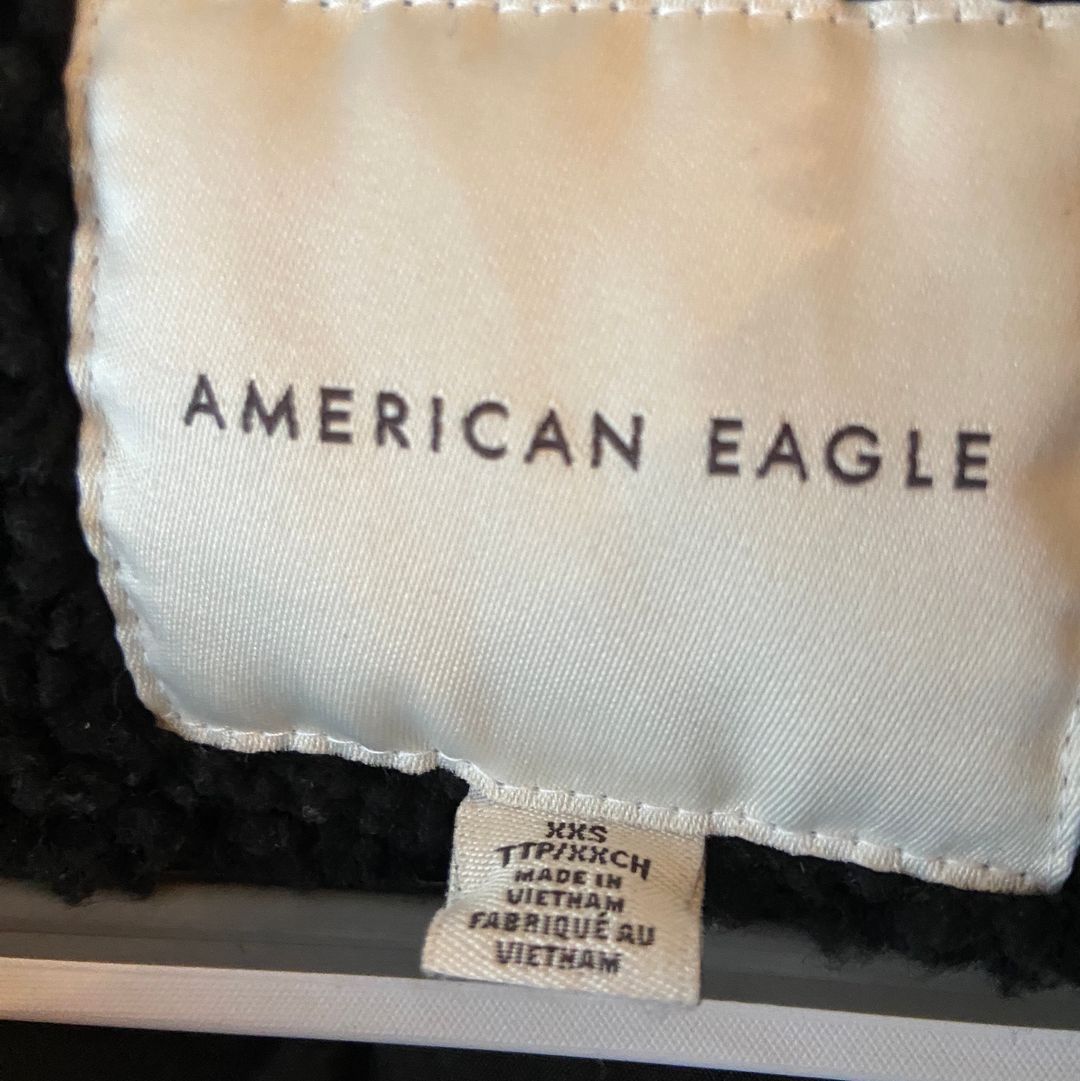 AMERICAN EAGLE
XXS
TTP/XXCH
MADE IN
VIETNAM
FABRIQUÉ AU
VIETNAM